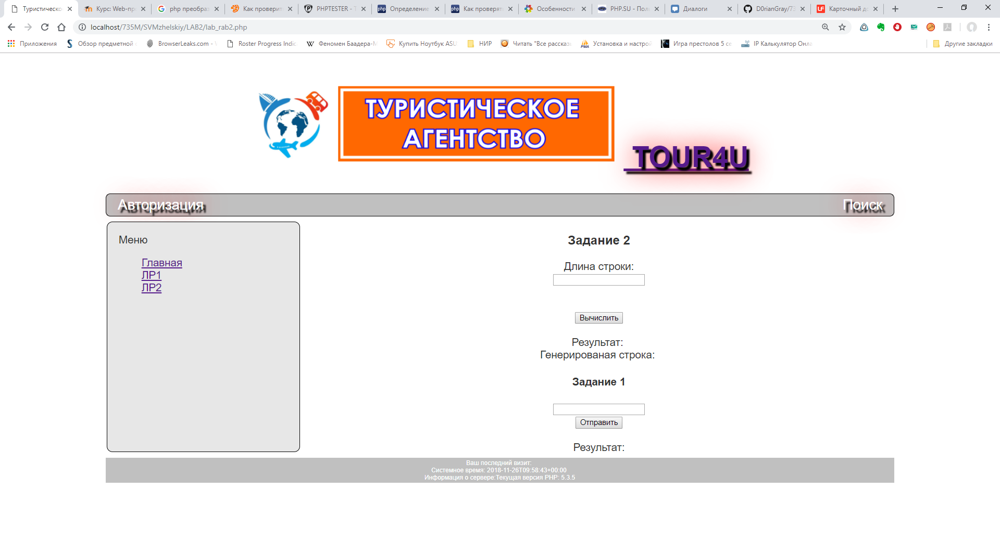 Туристическо
Курс: Web-пр
php преобраз
Как проверит
PHPTESTER - T
Определение
Как проверят
Особенности
PHP.SU - Пол
Диалоги
D0rianGray/73
Карточный до
localhost/735M/SVMzhelskiy/LAB2/lab_rab2.php
Приложения
Обзор предметной с
BrowserLeaks.com -
Roster Progress Indic
Феномен Баадера-М
Купить Ноутбук ASU
НИР
Читать "Все рассказ
Установка и настрой
Игра престолов 5 се
IP Калькулятор Онла
Другие закладки
ТУРИСТИЧЕСКОЕ
АГЕНТСТВО
TOUR4U
Авторизация
Поиск
Меню
Главная
ЛР1
ЛР2
Задание 2
Длина строки:
Вычислить
Результат:
Генерированая строка:
Задание 1
Отправить
Результат:
Ваш последний визит:
Системное время: 2018-11-26T09:58:43+00:00
Информация о сервере:Текущая версия PHP: 5.3.5